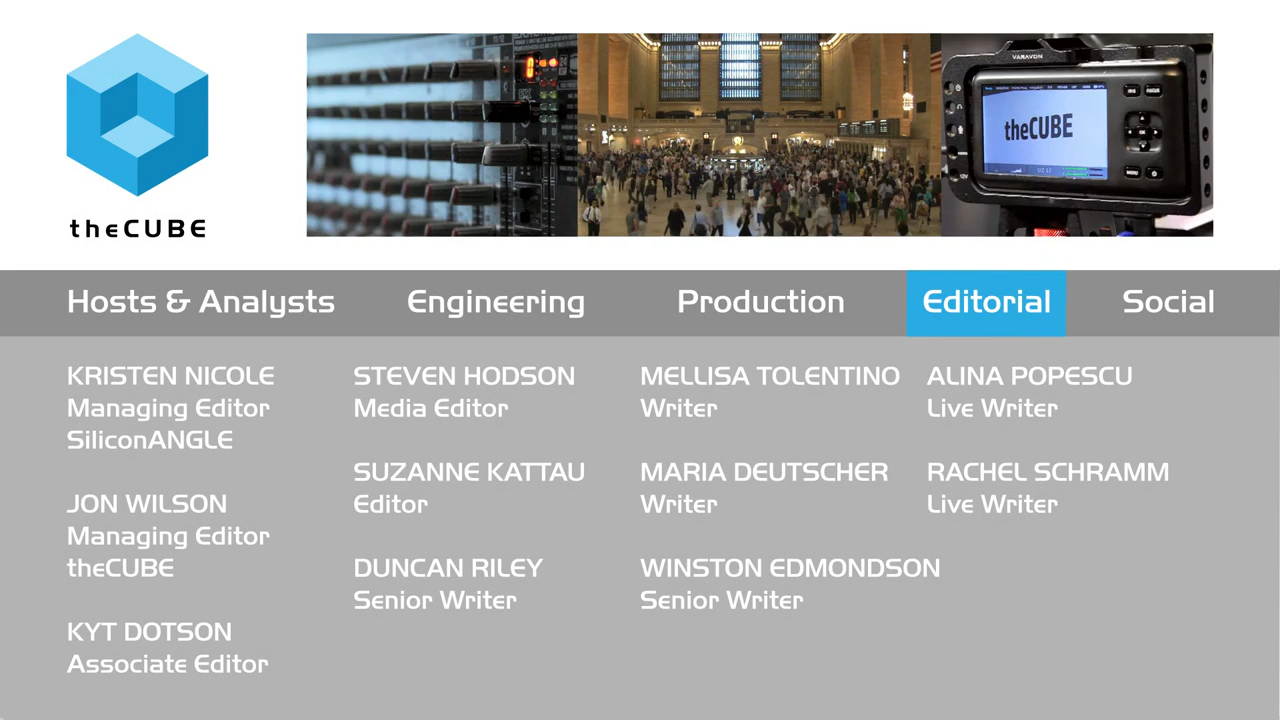 theCUBE
VARAVON
theCUBE
MENU
Hosts & Analysts
Engineering
Production
Editorial
Social
KRISTEN NICOLE
Managing Editor
SiliconANGLE
JON WILSON
Managing Editor
theCUBE
KYT DOTSON
Associate Editor
STEVEN HODSON
Media Editor
SUZANNE KATTAU
Editor
DUNCAN RILEY
Senior Writer
MELLISA TOLENTINO
Writer
MARIA DEUTSCHER
Writer
WINSTON EDMONDSON
Senior Writer
ALINA POPESCU
Live Writer
RACHEL SCHRAMM
Live Writer